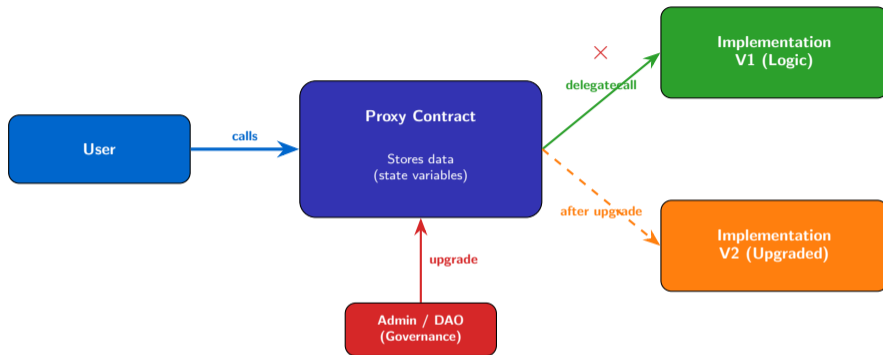 Implementation
V1 (Logic)
delegatecall
Proxy Contract
User
calls
Stores data
(state variables)
after upgrade
Implementation
V2 (Upgraded)
upgrade
Admin / DAO
(Governance)